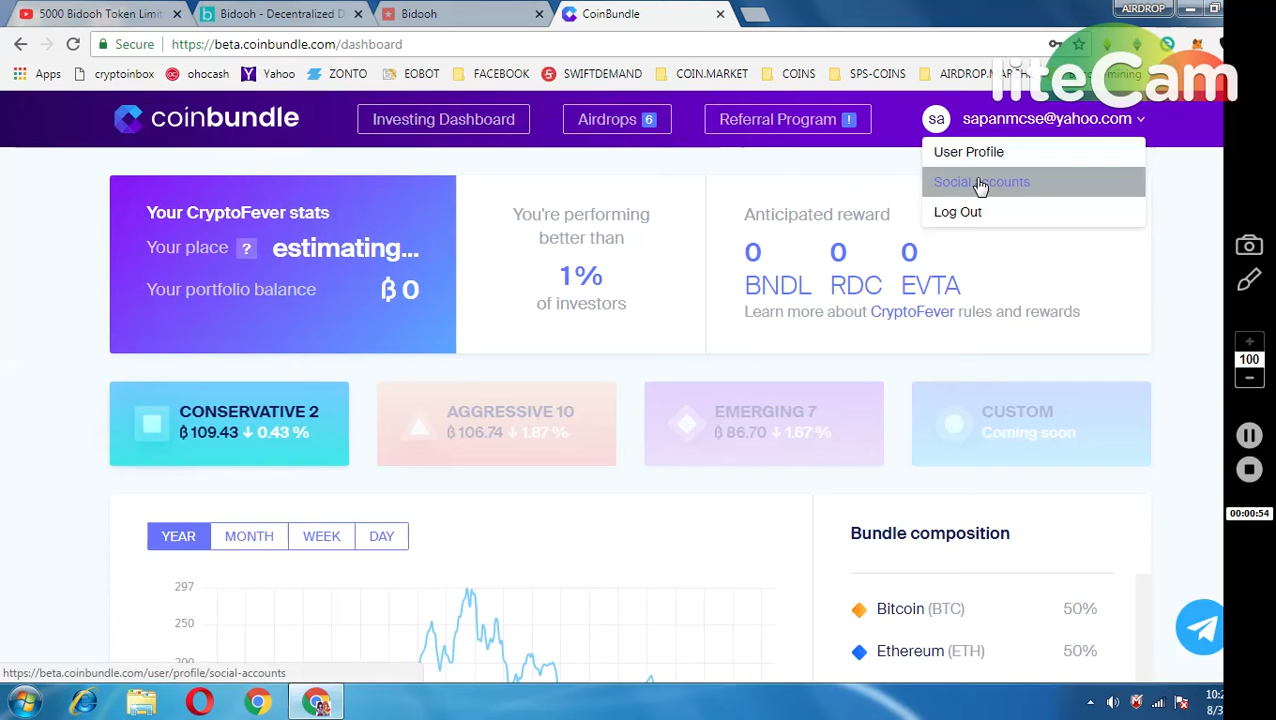 5000 Bidooh Token Limit
Bidooh - Decentralized D
Bidooh
CoinBundle
AIRDROP
Secure
https://beta.coinbundle.com/dashboard
Apps
cryptoinbox
ohocash
Yahoo
ZONTO
EOBOT
FACEBOOK
SWIFTDEMAND
COIN.MARKET
COINS
SPS-COINS
liteCam
coinbundle
Investing Dashboard
Airdrops 6
Referral Program !
sa
sapanmcse@yahoo.com
User Profile
Social Accounts
Log Out
Your CryptoFever stats
Your place ? estimating...
Your portfolio balance ฿ 0
You're performing
better than
1%
of investors
Anticipated reward
0 0 0
BNDL RDC EVTA
Learn more about CryptoFever rules and rewards
CONSERVATIVE 2
฿ 109.43 ↓ 0.43 %
AGGRESSIVE 10
฿ 106.74 ↓ 1.87 %
EMERGING 7
฿ 86.70 ↓ 1.67 %
CUSTOM
Coming soon
YEAR MONTH WEEK DAY
297
250
200
Bundle composition
Bitcoin (BTC) 50%
Ethereum (ETH) 50%
https://beta.coinbundle.com/user/profile/social-accounts
100
00:00:54